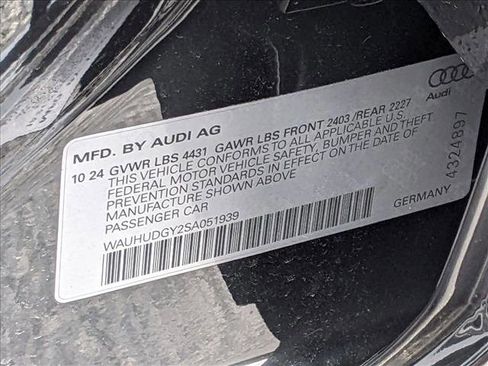 MFD. BY AUDI AG
10 24 GVWR LBS 4431 GAWR LBS FRONT 2403 /REAR 2227
THIS VEHICLE CONFORMS TO ALL APPLICABLE U.S.
FEDERAL MOTOR VEHICLE SAFETY, BUMPER AND THEFT
PREVENTION STANDARDS IN EFFECT ON THE DATE OF
MANUFACTURE SHOWN ABOVE
PASSENGER CAR
WAUHUDGY2SA051939
GERMANY
Audi
4324897